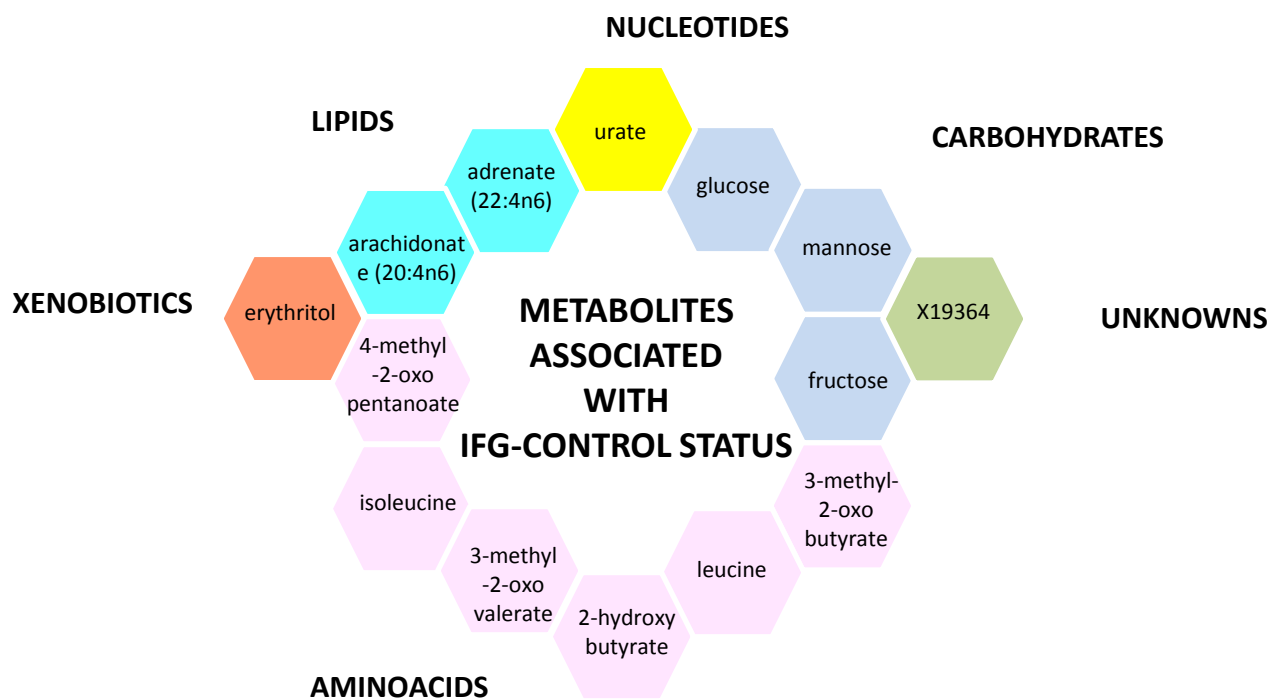 NUCLEOTIDES
LIPIDS
CARBOHYDRATES
XENOBIOTICS
UNKNOWNS
AMINOACIDS
urate
adrenate
(22:4n6)
glucose
arachidonat
e (20:4n6)
mannose
erythritol
X19364
4-methyl
-2-oxo
pentanoate
fructose
METABOLITES
ASSOCIATED
WITH
IFG-CONTROL STATUS
isoleucine
3-methyl-
2-oxo
butyrate
3-methyl
-2-oxo
valerate
leucine
2-hydroxy
butyrate